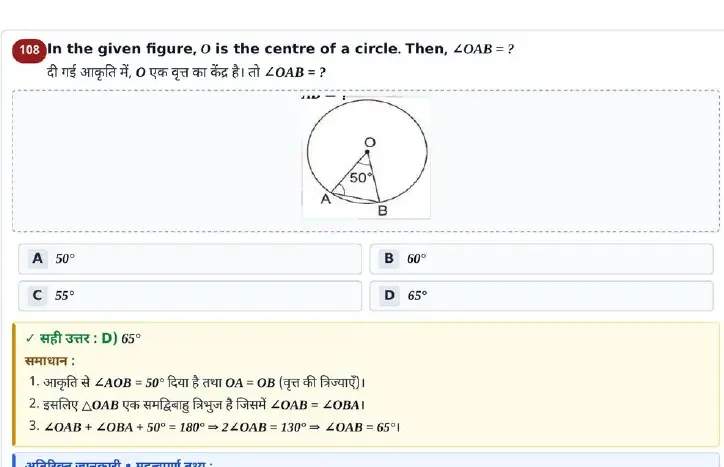 108 In the given figure, O is the centre of a circle. Then, ∠OAB = ?
दी गई आकृति में, O एक वृत्त का केंद्र है। तो ∠OAB = ?
O
50°
A
B
A 50°
B 60°
C 55°
D 65°
✓ सही उत्तर : D) 65°
समाधान :
1. आकृति से ∠AOB = 50° दिया है तथा OA = OB (वृत्त की त्रिज्याएँ)।
2. इसलिए △OAB एक समद्विबाहु त्रिभुज है जिसमें ∠OAB = ∠OBA।
3. ∠OAB + ∠OBA + 50° = 180° ⇒ 2∠OAB = 130° ⇒ ∠OAB = 65°।